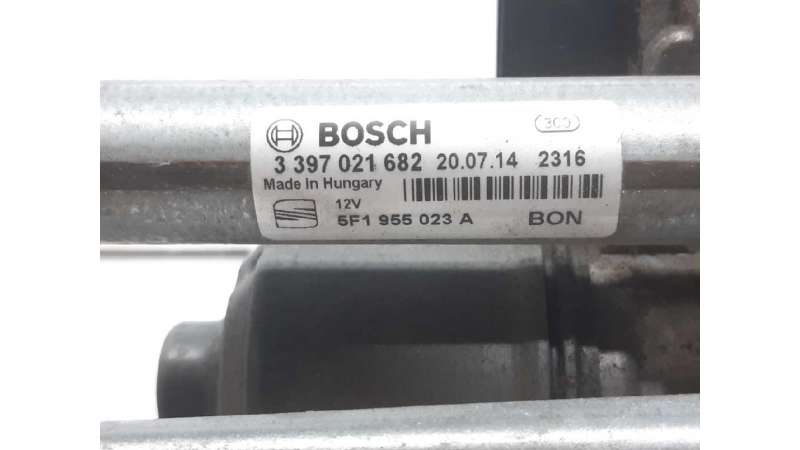 BOSCH
3 397 021 682 20.07.14 2316
Made in Hungary
12V
5F1 955 023 A BON